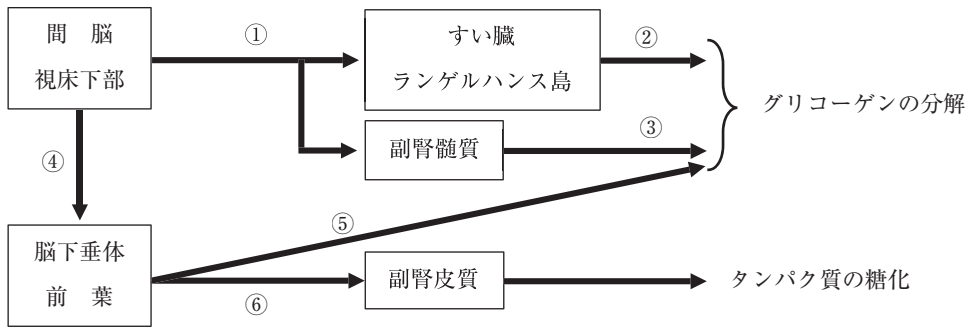 間　脳
視床下部
①
すい臓
ランゲルハンス島
②
グリコーゲンの分解
副腎髄質
③
④
脳下垂体
前　葉
⑤
⑥
副腎皮質
タンパク質の糖化